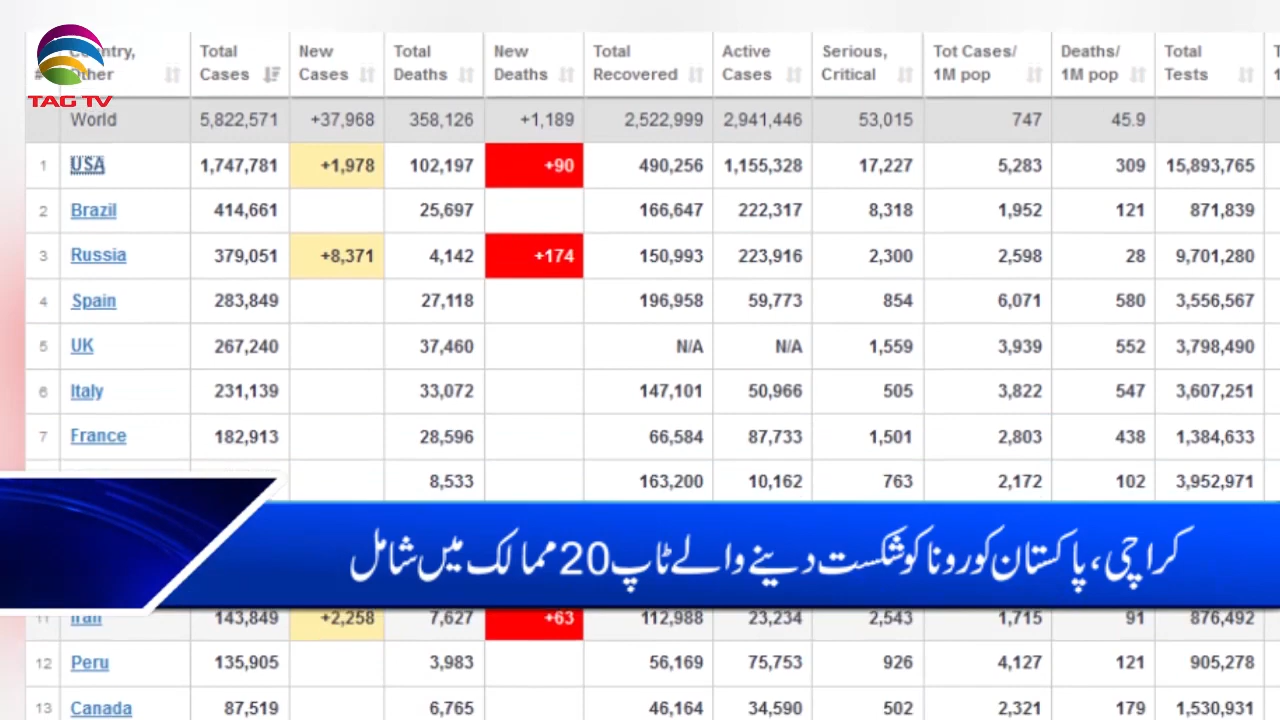 TAG TV
# Country, Other Total Cases New Cases Total Deaths New Deaths Total Recovered Active Cases Serious, Critical Tot Cases/ 1M pop Deaths/ 1M pop Total Tests
World 5,822,571 +37,968 358,126 +1,189 2,522,999 2,941,446 53,015 747 45.9
1 USA 1,747,781 +1,978 102,197 +90 490,256 1,155,328 17,227 5,283 309 15,893,765
2 Brazil 414,661 25,697 166,647 222,317 8,318 1,952 121 871,839
3 Russia 379,051 +8,371 4,142 +174 150,993 223,916 2,300 2,598 28 9,701,280
4 Spain 283,849 27,118 196,958 59,773 854 6,071 580 3,556,567
5 UK 267,240 37,460 N/A N/A 1,559 3,939 552 3,798,490
6 Italy 231,139 33,072 147,101 50,966 505 3,822 547 3,607,251
7 France 182,913 28,596 66,584 87,733 1,501 2,803 438 1,384,633
8,533 163,200 10,162 763 2,172 102 3,952,971
کراچی، پاکستان کورونا کو شکست دینے والے ٹاپ 20 ممالک میں شامل
11 Iran 143,849 +2,258 7,627 +63 112,988 23,234 2,543 1,715 91 876,492
12 Peru 135,905 3,983 56,169 75,753 926 4,127 121 905,278
13 Canada 87,519 6,765 46,164 34,590 502 2,321 179 1,530,931